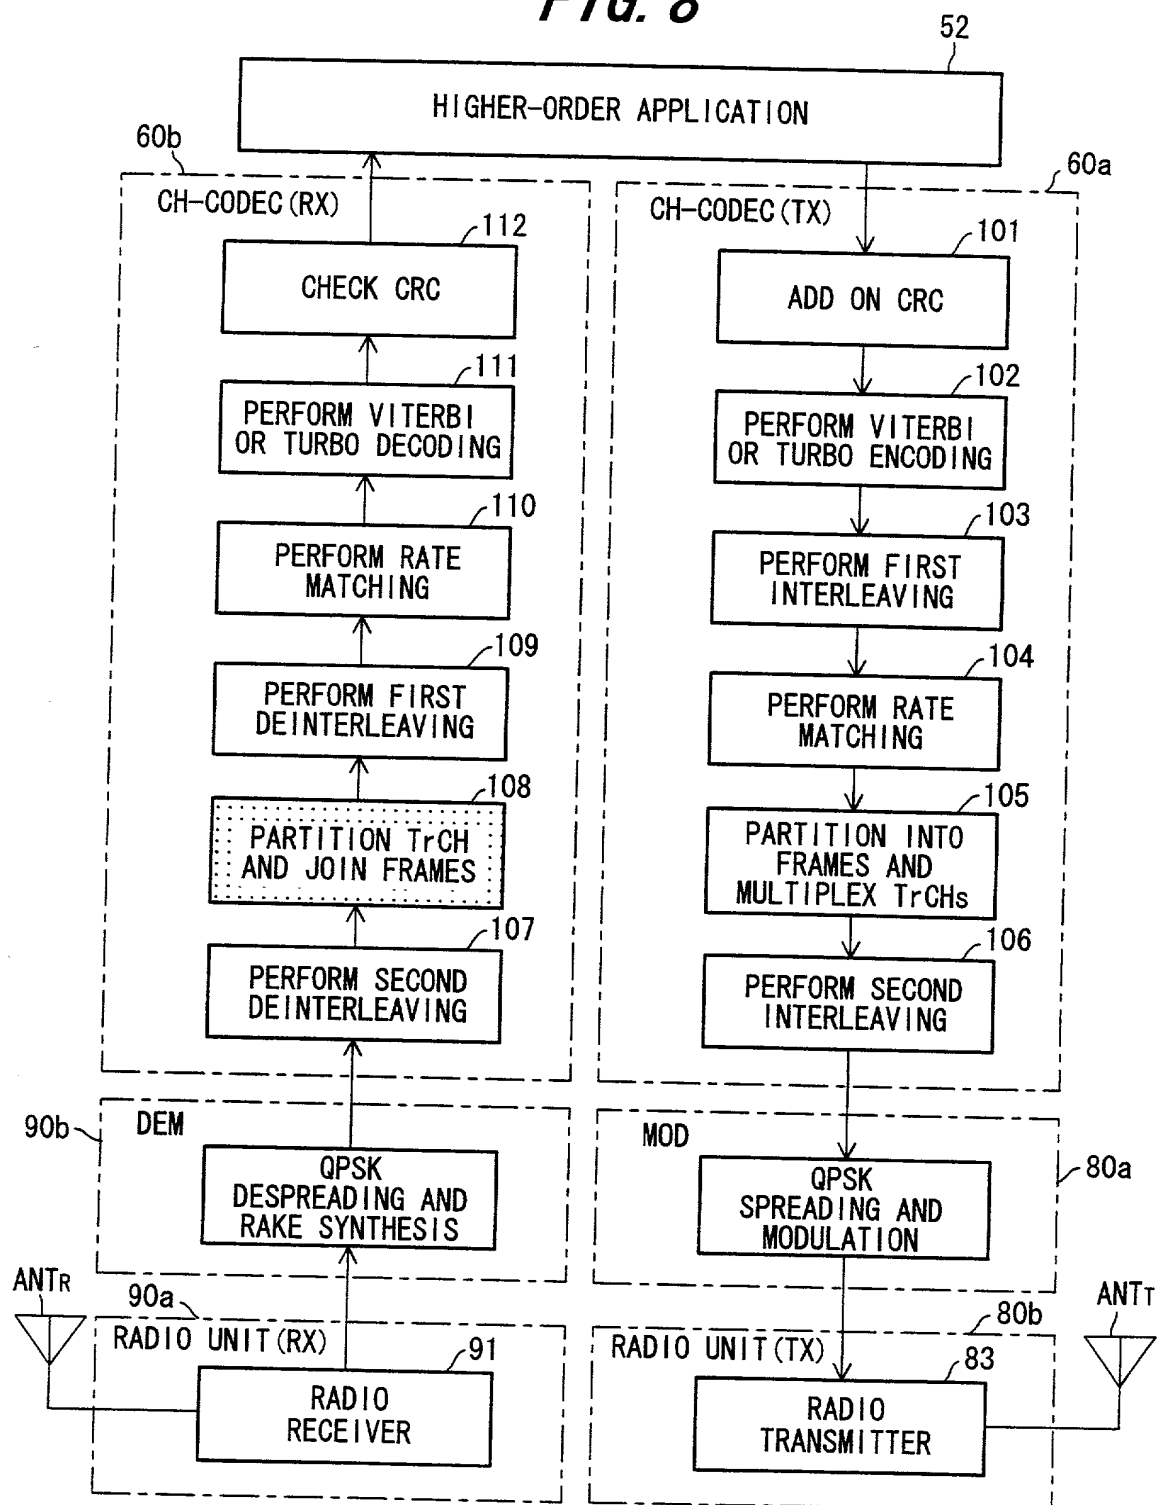 FIG. 8
52
HIGHER-ORDER APPLICATION
60b
CH-CODEC(RX)
112
CHECK CRC
111
PERFORM VITERBI
OR TURBO DECODING
110
PERFORM RATE
MATCHING
109
PERFORM FIRST
DEINTERLEAVING
108
PARTITION TrCH
AND JOIN FRAMES
107
PERFORM SECOND
DEINTERLEAVING
90b
DEM
QPSK
DESPREADING AND
RAKE SYNTHESIS
ANTR
90a
RADIO UNIT(RX)
91
RADIO
RECEIVER
60a
CH-CODEC(TX)
101
ADD ON CRC
102
PERFORM VITERBI
OR TURBO ENCODING
103
PERFORM FIRST
INTERLEAVING
104
PERFORM RATE
MATCHING
105
PARTITION INTO
FRAMES AND
MULTIPLEX TrCHs
106
PERFORM SECOND
INTERLEAVING
MOD
80a
QPSK
SPREADING AND
MODULATION
80b
ANTT
RADIO UNIT(TX)
83
RADIO
TRANSMITTER